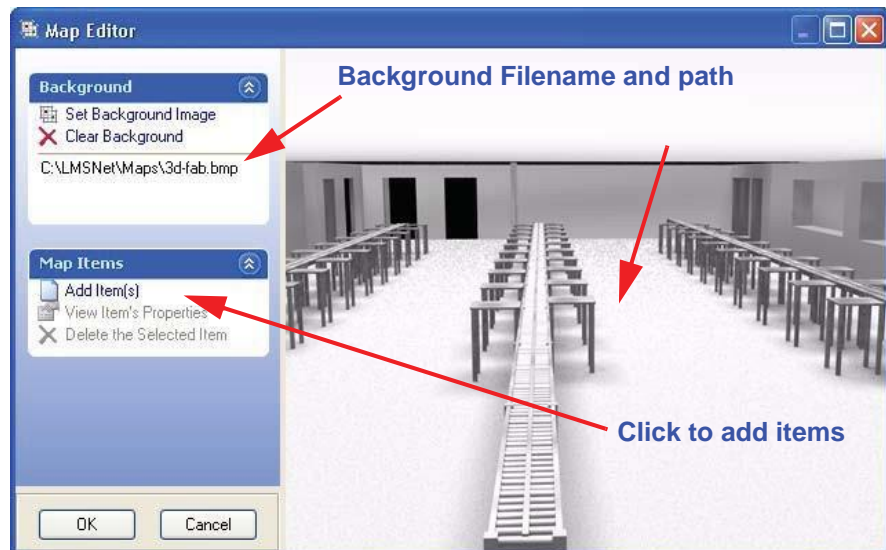 Map Editor
Background Filename and path
Background
Set Background Image
Clear Background
C:\LMSNet\Maps\3d-fab.bmp
Map Items
Add Item(s)
View Item's Properties
Delete the Selected Item
Click to add items
OK
Cancel